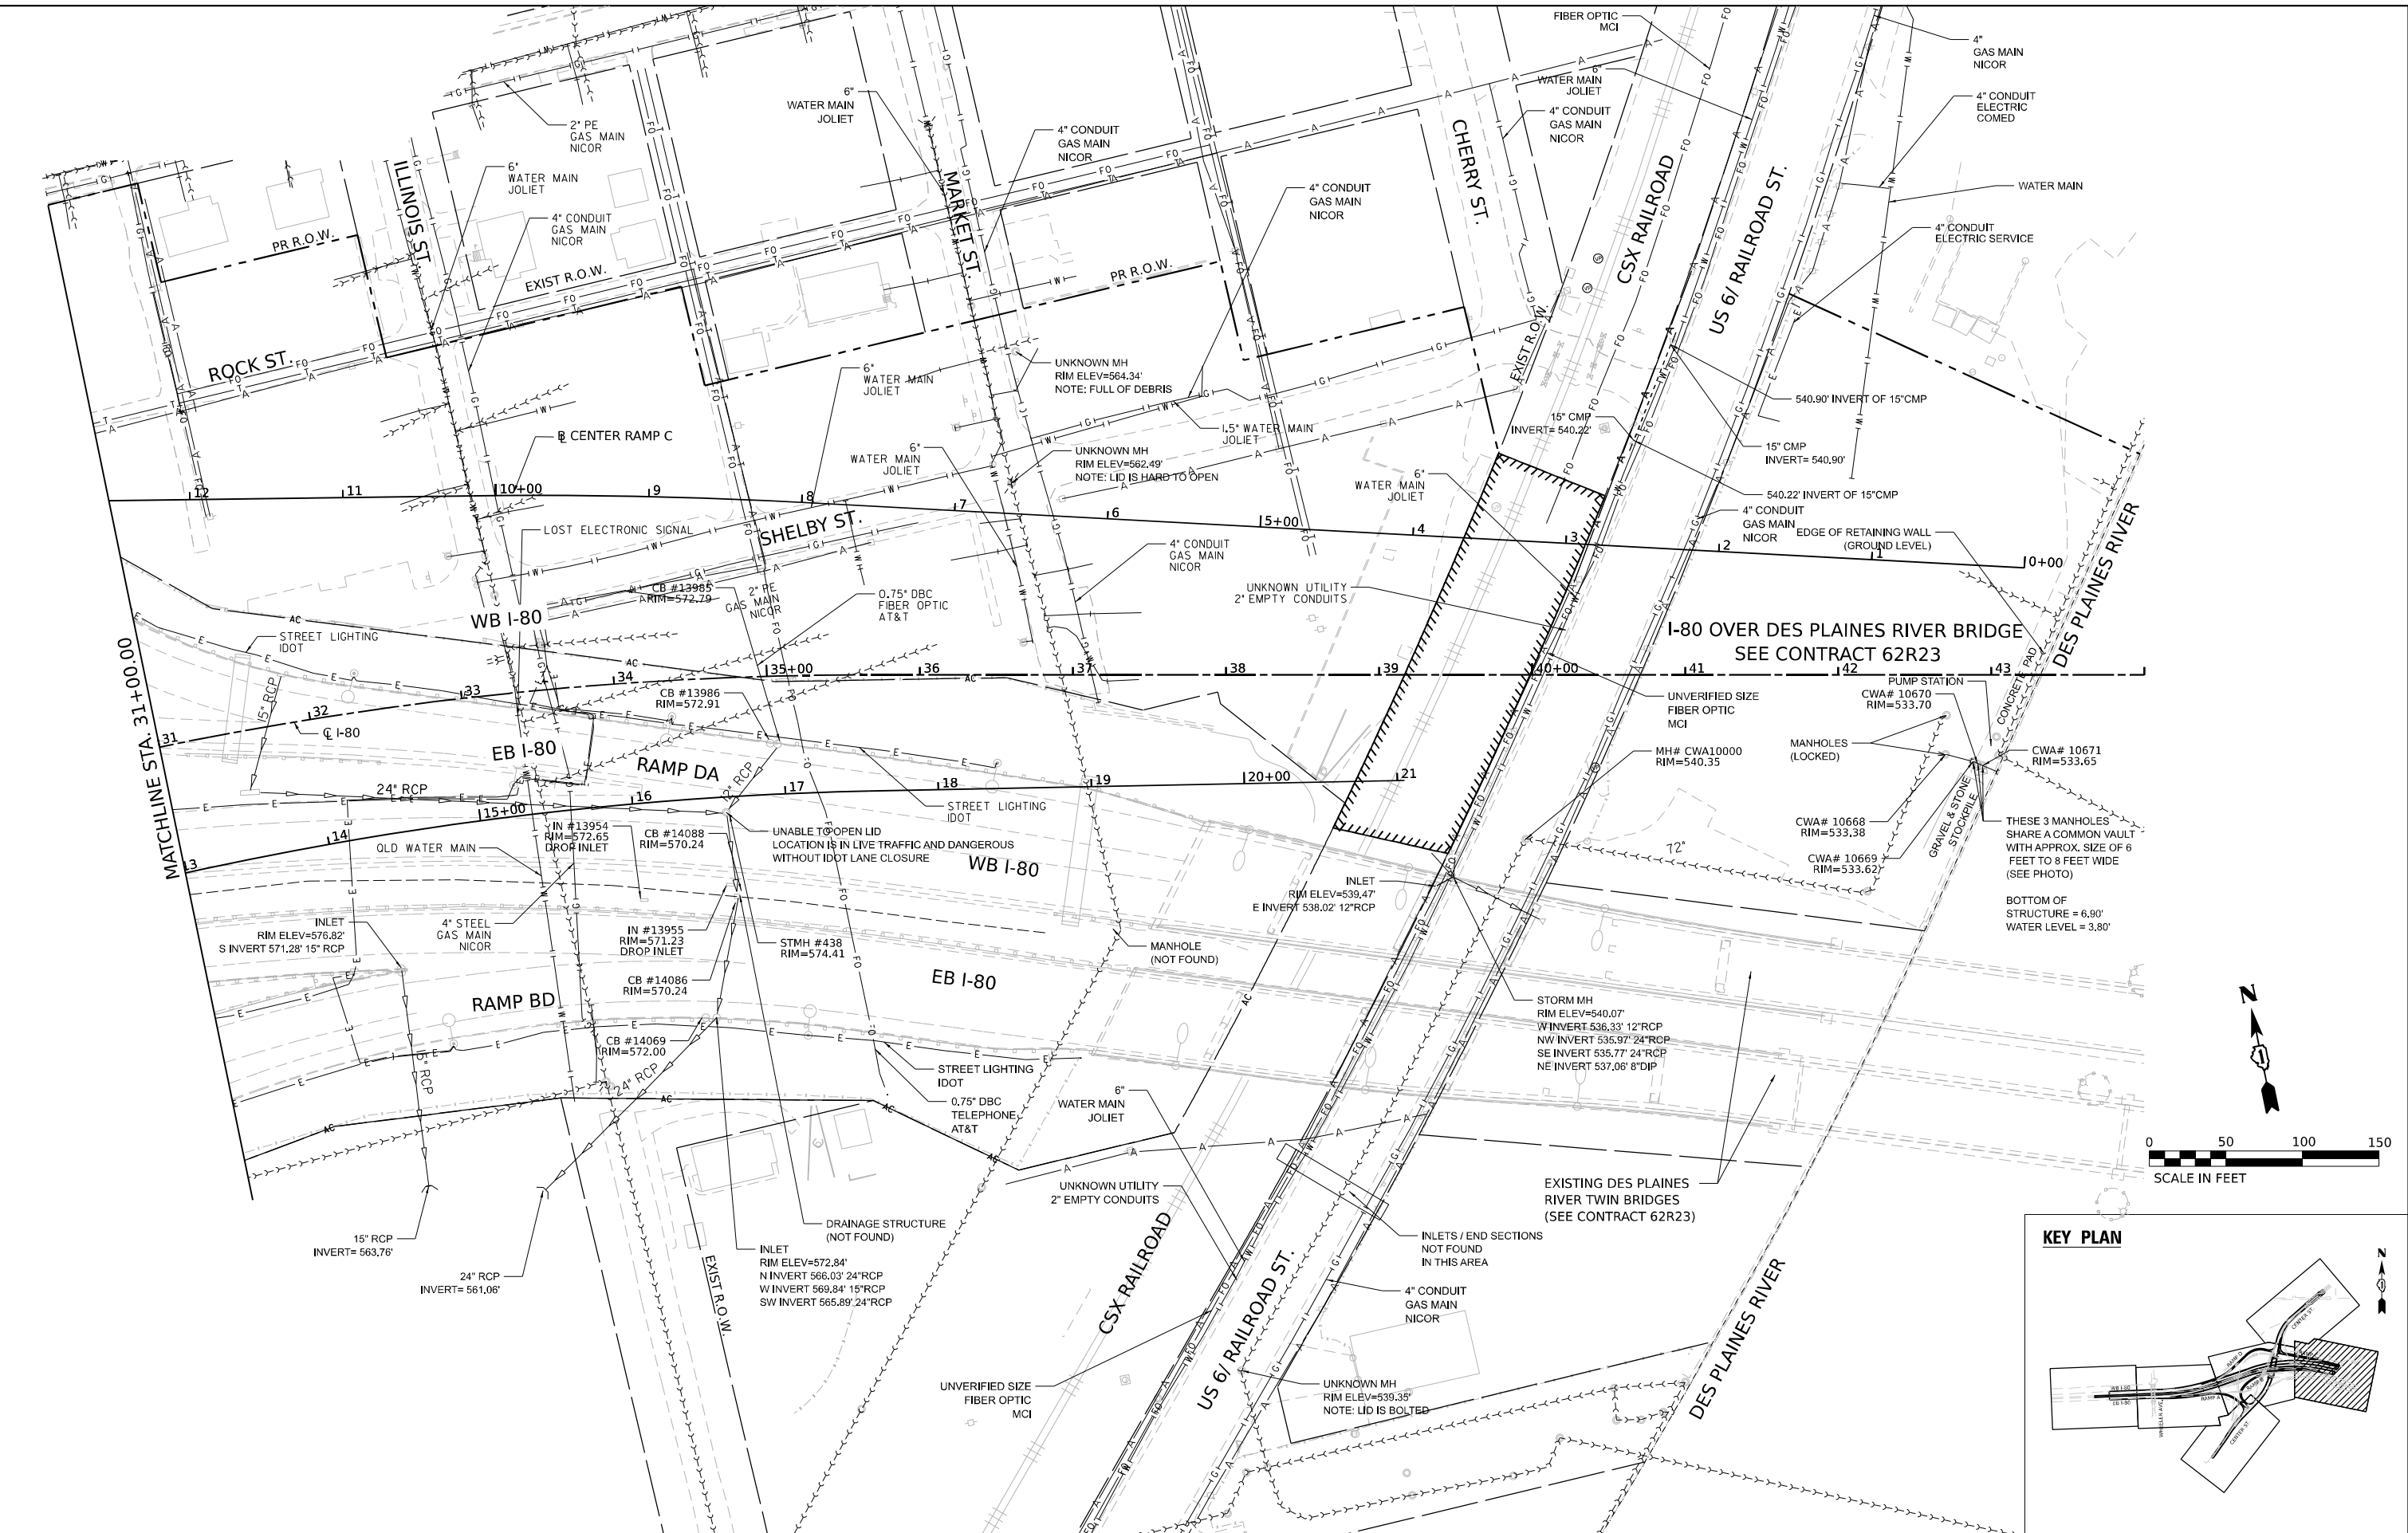 FIBER OPTIC
MCI
4"
GAS MAIN
NICOR
6"
WATER MAIN
JOLIET
6"
WATER MAIN
JOLIET
4" CONDUIT
GAS MAIN
NICOR
4" CONDUIT
ELECTRIC
COMED
2" PE
GAS MAIN
NICOR
4" CONDUIT
GAS MAIN
NICOR
6"
WATER MAIN
JOLIET
4" CONDUIT
GAS MAIN
NICOR
WATER MAIN
ILLINOIS ST.
MARKET ST.
CHERRY ST.
CSX RAILROAD
US 6/ RAILROAD ST.
4" CONDUIT
GAS MAIN
NICOR
4" CONDUIT
ELECTRIC SERVICE
PR R.O.W.
EXIST R.O.W.
PR R.O.W.
EXIST R.O.W.
ROCK ST.
6"
WATER MAIN
JOLIET
UNKNOWN MH
RIM ELEV=564.34'
NOTE: FULL OF DEBRIS
540.90' INVERT OF 15"CMP
15" CMP
INVERT= 540.22'
1.5" WATER MAIN
JOLIET
15" CMP
INVERT= 540.90'
B CENTER RAMP C
6"
WATER MAIN
JOLIET
UNKNOWN MH
RIM ELEV=562.49'
NOTE: LID IS HARD TO OPEN
6"
WATER MAIN
JOLIET
540.22' INVERT OF 15"CMP
12
11
10+00
9
8
7
6
5+00
4
3
2
1
0+00
4" CONDUIT
GAS MAIN
NICOR
EDGE OF RETAINING WALL
(GROUND LEVEL)
LOST ELECTRONIC SIGNAL
SHELBY ST.
4" CONDUIT
GAS MAIN
NICOR
DES PLAINES RIVER
CB #13985
RIM=572.79
2" PE
GAS MAIN
NICOR
0.75" DBC
FIBER OPTIC
AT&T
UNKNOWN UTILITY
2" EMPTY CONDUITS
WB I-80
STREET LIGHTING
IDOT
I-80 OVER DES PLAINES RIVER BRIDGE
SEE CONTRACT 62R23
MATCHLINE STA. 31+00.00
31
32
33
34
35+00
36
37
38
39
40+00
41
42
43
15" RCP
CB #13986
RIM=572.91
UNVERIFIED SIZE
FIBER OPTIC
MCI
PUMP STATION
CWA# 10670
RIM=533.70
CONCRETE PAD
℄ I-80
EB I-80
RAMP DA
MH# CWA10000
RIM=540.35
MANHOLES
(LOCKED)
CWA# 10671
RIM=533.65
24" RCP
12" RCP
13
14
15+00
16
17
18
19
20+00
21
STREET LIGHTING
IDOT
IN #13954
RIM=572.65
DROP INLET
CB #14088
RIM=570.24
UNABLE TO OPEN LID
LOCATION IS IN LIVE TRAFFIC AND DANGEROUS
WITHOUT IDOT LANE CLOSURE
CWA# 10668
RIM=533.38
GRAVEL & STONE
STOCKPILE
THESE 3 MANHOLES
SHARE A COMMON VAULT
WITH APPROX. SIZE OF 6
FEET TO 8 FEET WIDE
(SEE PHOTO)
OLD WATER MAIN
WB I-80
72"
CWA# 10669
RIM=533.62
INLET
RIM ELEV=539.47'
E INVERT 538.02' 12"RCP
BOTTOM OF
STRUCTURE = 6.90'
WATER LEVEL = 3.80'
INLET
RIM ELEV=576.82'
S INVERT 571.28' 15" RCP
4" STEEL
GAS MAIN
NICOR
IN #13955
RIM=571.23
DROP INLET
STMH #438
RIM=574.41
MANHOLE
(NOT FOUND)
CB #14086
RIM=570.24
EB I-80
RAMP BD
STORM MH
RIM ELEV=540.07'
W INVERT 536.33' 12"RCP
NW INVERT 535.97' 24"RCP
SE INVERT 535.77' 24"RCP
NE INVERT 537.06' 8"DIP
CB #14069
RIM=572.00
15" RCP
24" RCP
STREET LIGHTING
IDOT
0.75" DBC
TELEPHONE
AT&T
6"
WATER MAIN
JOLIET
N
0 50 100 150
SCALE IN FEET
UNKNOWN UTILITY
2" EMPTY CONDUITS
EXISTING DES PLAINES
RIVER TWIN BRIDGES
(SEE CONTRACT 62R23)
15" RCP
INVERT= 563.76'
24" RCP
INVERT= 561.06'
DRAINAGE STRUCTURE
(NOT FOUND)
INLET
RIM ELEV=572.84'
N INVERT 566.03' 24"RCP
W INVERT 569.84' 15"RCP
SW INVERT 565.89' 24"RCP
EXIST R.O.W.
CSX RAILROAD
US 6/ RAILROAD ST.
INLETS / END SECTIONS
NOT FOUND
IN THIS AREA
4" CONDUIT
GAS MAIN
NICOR
DES PLAINES RIVER
UNVERIFIED SIZE
FIBER OPTIC
MCI
UNKNOWN MH
RIM ELEV=539.35'
NOTE: LID IS BOLTED
KEY PLAN
N
CENTER ST.
WB I-80
EB I-80
WHEELER AVE.
RAMP A
RAMP D
CENTER ST.